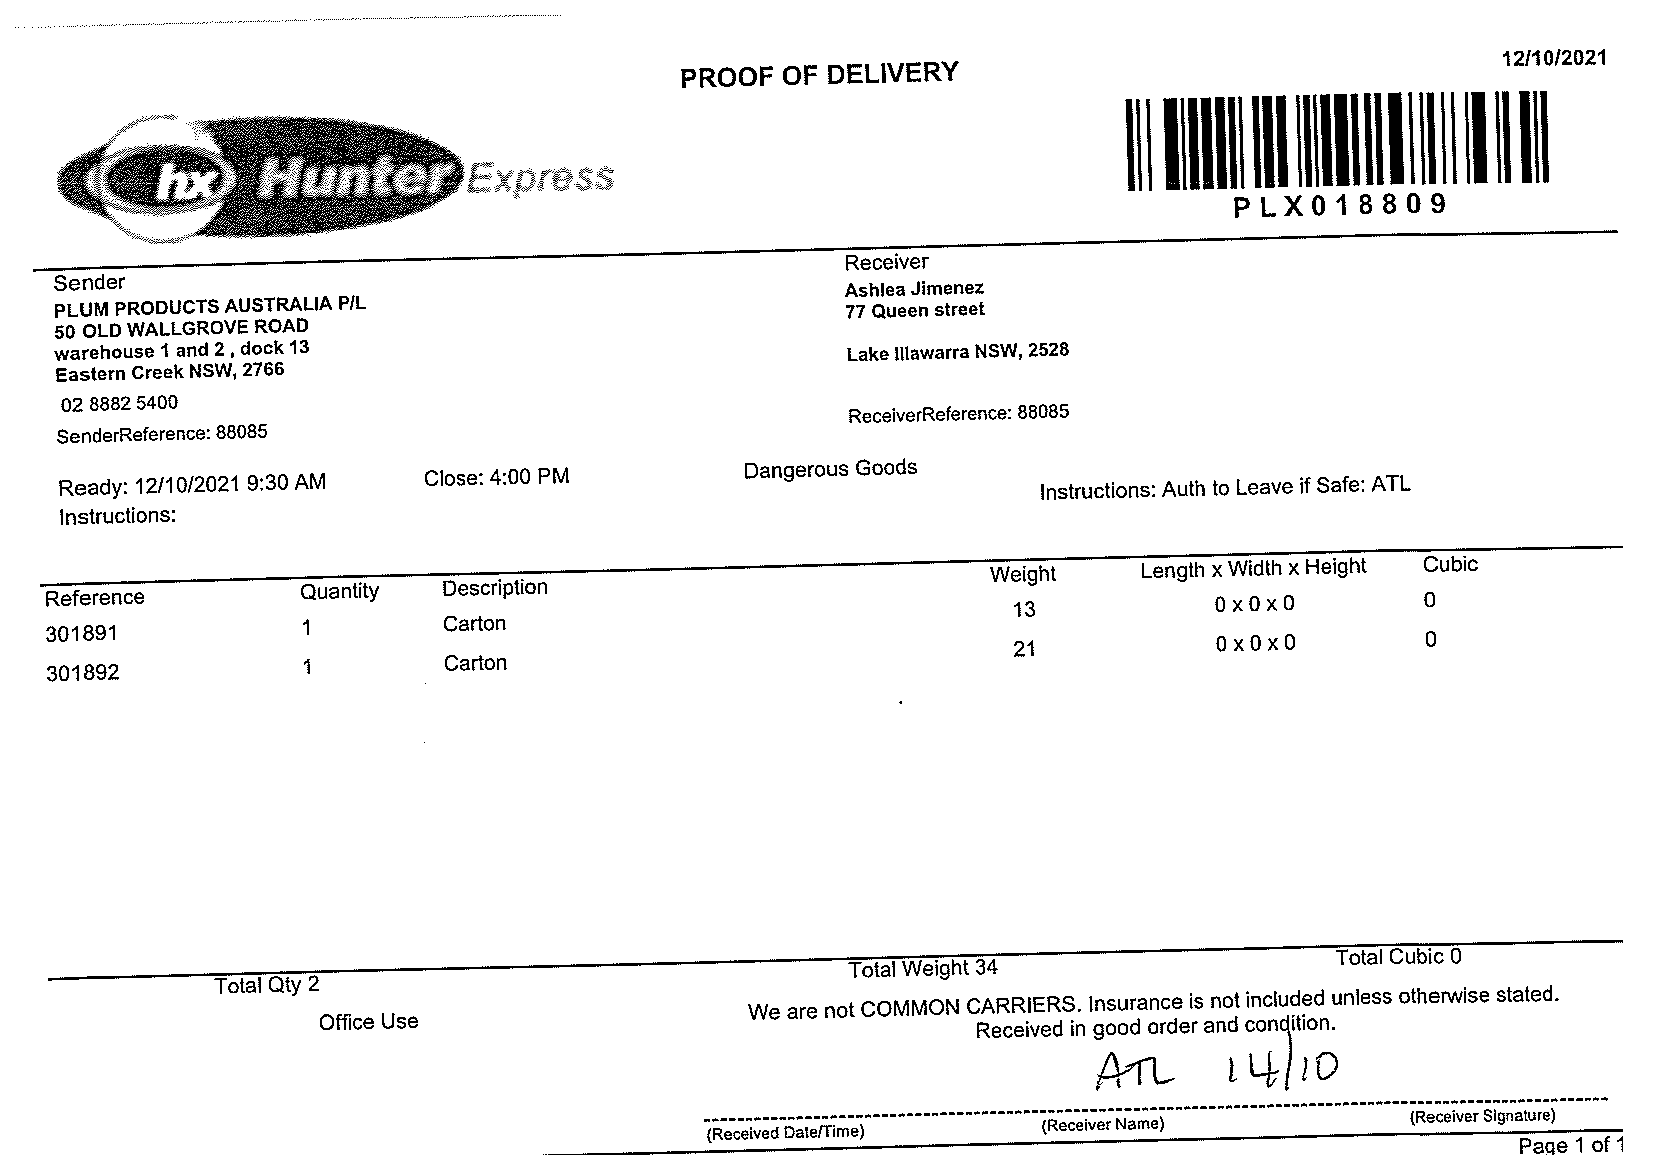 PROOF OF DELIVERY
12/10/2021
hx Hunter Express
PLX018809
Sender
PLUM PRODUCTS AUSTRALIA P/L
50 OLD WALLGROVE ROAD
warehouse 1 and 2 , dock 13
Eastern Creek NSW, 2766
02 8882 5400
SenderReference: 88085
Receiver
Ashlea Jimenez
77 Queen street
Lake Illawarra NSW, 2528
ReceiverReference: 88085
Ready: 12/10/2021 9:30 AM Close: 4:00 PM Dangerous Goods
Instructions: Instructions: Auth to Leave if Safe: ATL
Reference Quantity Description Weight Length x Width x Height Cubic
301891 1 Carton 13 0 x 0 x 0 0
301892 1 Carton 21 0 x 0 x 0 0
Total Qty 2 Total Weight 34 Total Cubic 0
Office Use
We are not COMMON CARRIERS. Insurance is not included unless otherwise stated.
Received in good order and condition.
ATL 14/10
(Received Date/Time) (Receiver Name) (Receiver Signature)
Page 1 of 1